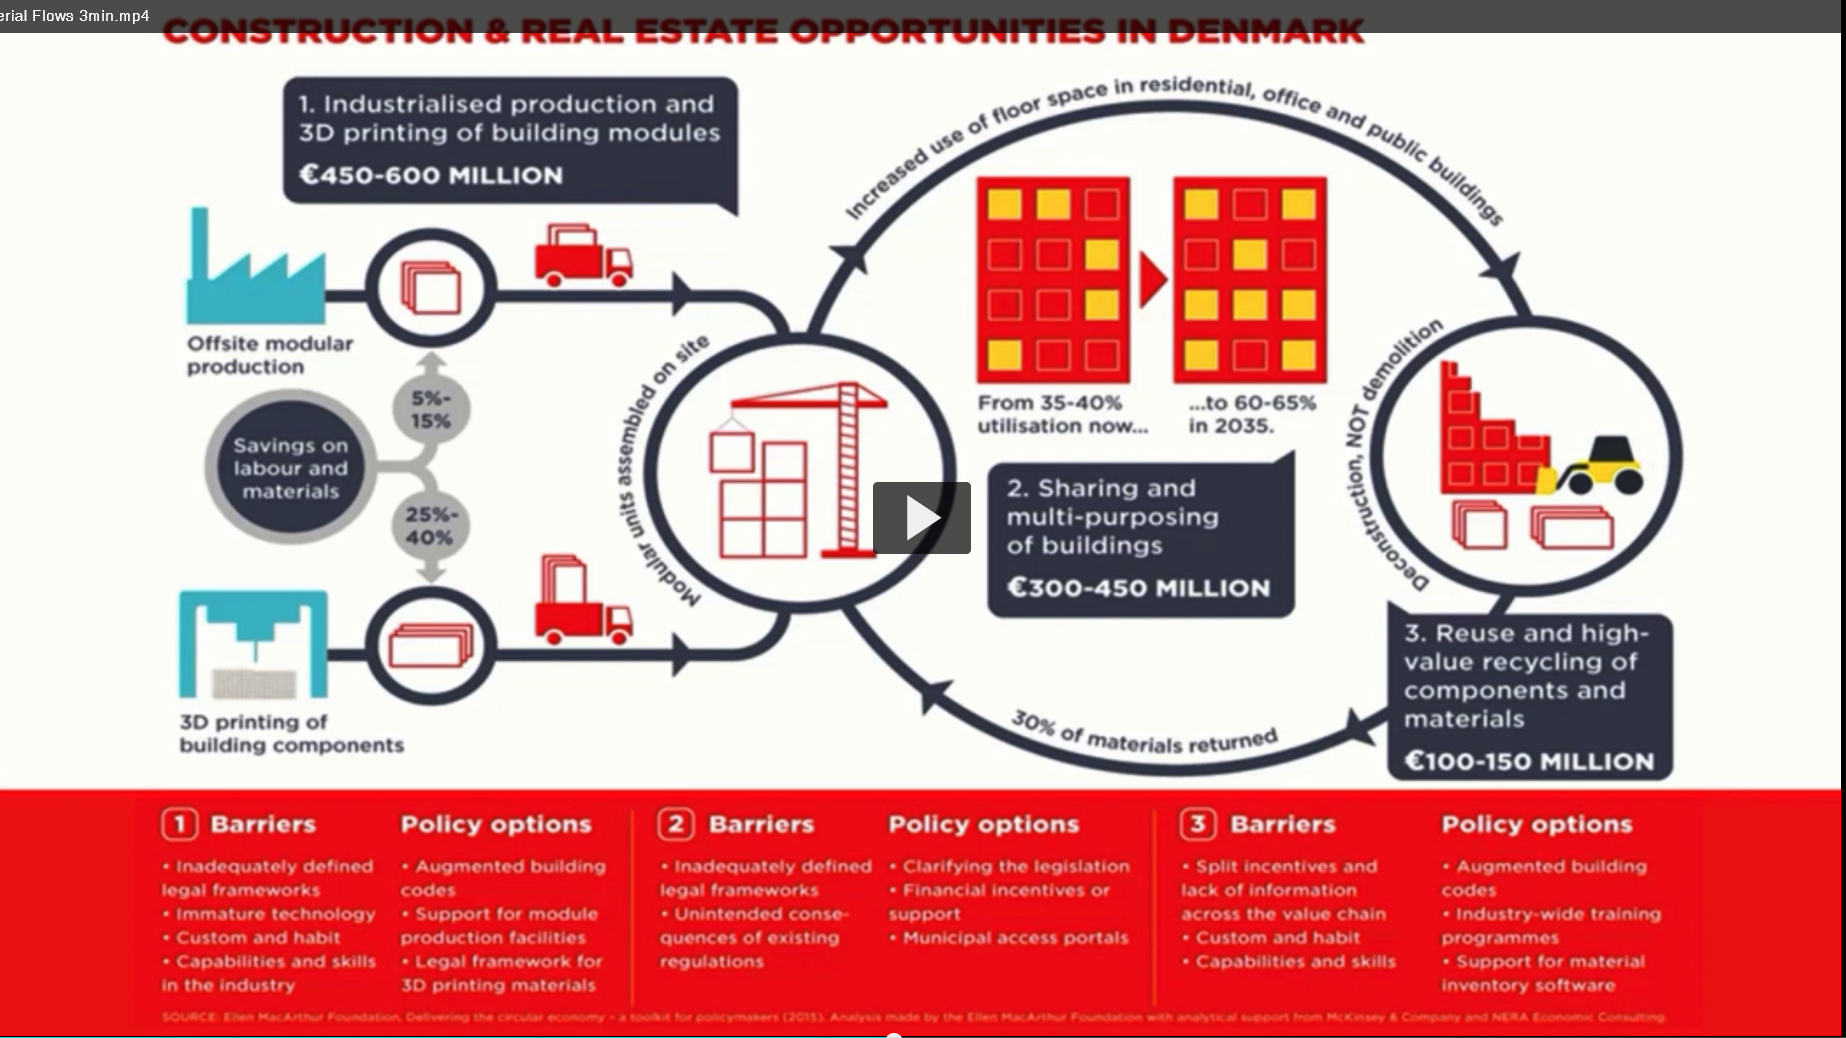 erial Flows 3min.mp4
CONSTRUCTION & REAL ESTATE OPPORTUNITIES IN DENMARK
1. Industrialised production and
3D printing of building modules
€450-600 MILLION
Offsite modular
production
5%-
15%
Savings on
labour and
materials
25%-
40%
3D printing of
building components
Modular units assembled on site
Increased use of floor space in residential, office and public buildings
From 35-40%
utilisation now...
...to 60-65%
in 2035.
2. Sharing and
multi-purposing
of buildings
€300-450 MILLION
Deconstruction, NOT demolition
3. Reuse and high-
value recycling of
components and
materials
€100-150 MILLION
30% of materials returned
1 Barriers
• Inadequately defined
legal frameworks
• Immature technology
• Custom and habit
• Capabilities and skills
in the industry
Policy options
• Augmented building
codes
• Support for module
production facilities
• Legal framework for
3D printing materials
2 Barriers
• Inadequately defined
legal frameworks
• Unintended conse-
quences of existing
regulations
Policy options
• Clarifying the legislation
• Financial incentives or
support
• Municipal access portals
3 Barriers
• Split incentives and
lack of information
across the value chain
• Custom and habit
• Capabilities and skills
Policy options
• Augmented building
codes
• Industry-wide training
programmes
• Support for material
inventory software
SOURCE: Ellen MacArthur Foundation, Delivering the circular economy – a toolkit for policymakers (2015). Analysis made by the Ellen MacArthur Foundation with analytical support from McKinsey & Company and NERA Economic Consulting.